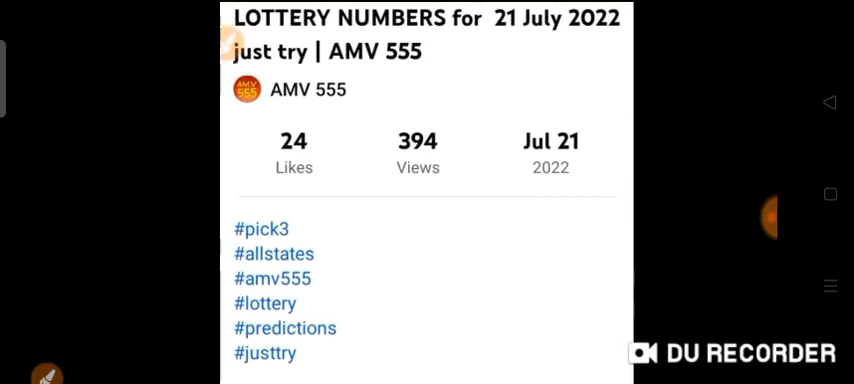 LOTTERY NUMBERS for 21 July 2022
just try | AMV 555
AMV 555
AMV 555
24 394 Jul 21
Likes Views 2022
#pick3
#allstates
#amv555
#lottery
#predictions
#justtry
DU RECORDER